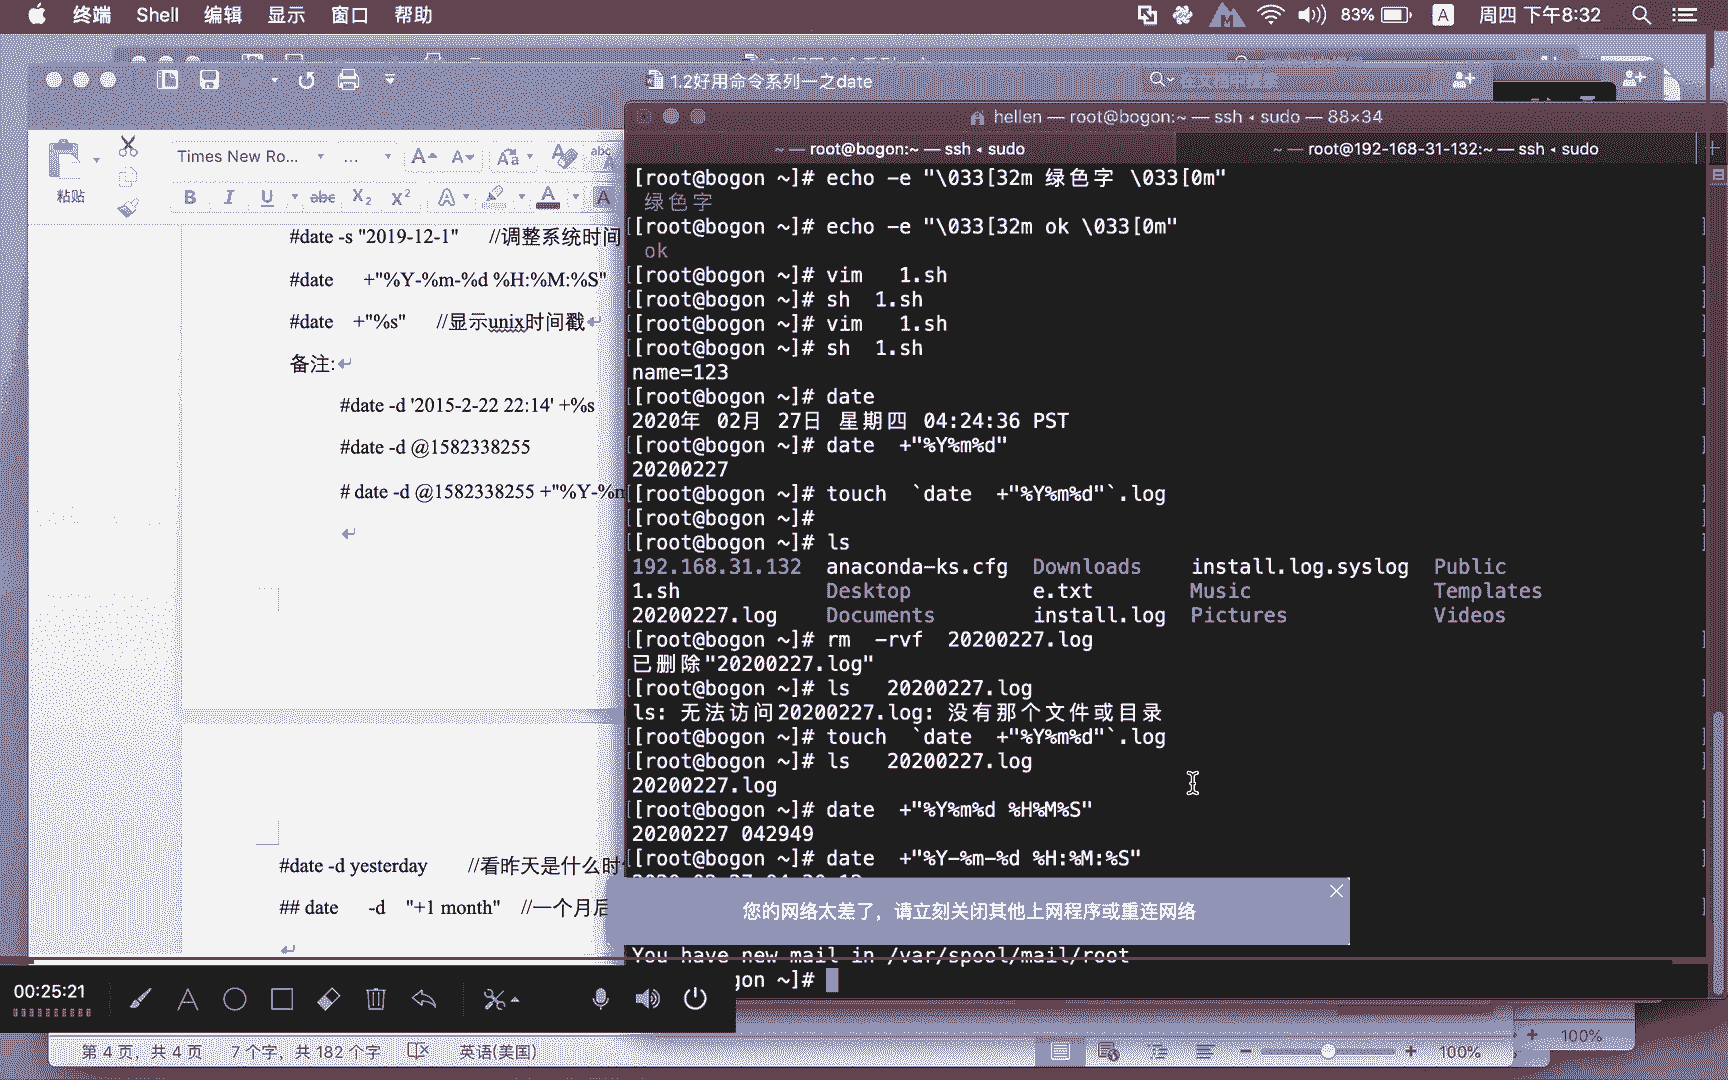 终端 Shell 编辑 显示 窗口 帮助 83% A 周四 下午8:32
1.2好用命令系列一之date
在文档中搜索
hellen — root@bogon:~ — ssh ◂ sudo — 88×34
~ — root@bogon:~ — ssh ◂ sudo
~ — root@192-168-31-132:~ — ssh ◂ sudo
粘贴
Times New Ro...
#date -s "2019-12-1" //调整系统时间
#date +"%Y-%m-%d %H:%M:%S"
#date +"%s" //显示unix时间戳
备注:
#date -d '2015-2-22 22:14' +%s
#date -d @1582338255
# date -d @1582338255 +"%Y-%m
#date -d yesterday //看昨天是什么时
## date -d "+1 month" //一个月后
[root@bogon ~]# echo -e "\033[32m 绿色字 \033[0m"
绿色字
[root@bogon ~]# echo -e "\033[32m ok \033[0m"
ok
[root@bogon ~]# vim 1.sh
[root@bogon ~]# sh 1.sh
[root@bogon ~]# vim 1.sh
[root@bogon ~]# sh 1.sh
name=123
[root@bogon ~]# date
2020年 02月 27日 星期四 04:24:36 PST
[root@bogon ~]# date +"%Y%m%d"
20200227
[root@bogon ~]# touch `date +"%Y%m%d"`.log
[root@bogon ~]#
[root@bogon ~]# ls
192.168.31.132 anaconda-ks.cfg Downloads install.log.syslog Public
1.sh Desktop e.txt Music Templates
20200227.log Documents install.log Pictures Videos
[root@bogon ~]# rm -rvf 20200227.log
已删除"20200227.log"
[root@bogon ~]# ls 20200227.log
ls: 无法访问20200227.log: 没有那个文件或目录
[root@bogon ~]# touch `date +"%Y%m%d"`.log
[root@bogon ~]# ls 20200227.log
20200227.log
[root@bogon ~]# date +"%Y%m%d %H%M%S"
20200227 042949
[root@bogon ~]# date +"%Y-%m-%d %H:%M:%S"
您的网络太差了，请立刻关闭其他上网程序或重连网络
You have new mail in /var/spool/mail/root
gon ~]#
00:25:21
第 4 页，共 4 页 7 个字，共 182 个字 英语(美国) 100%
100%